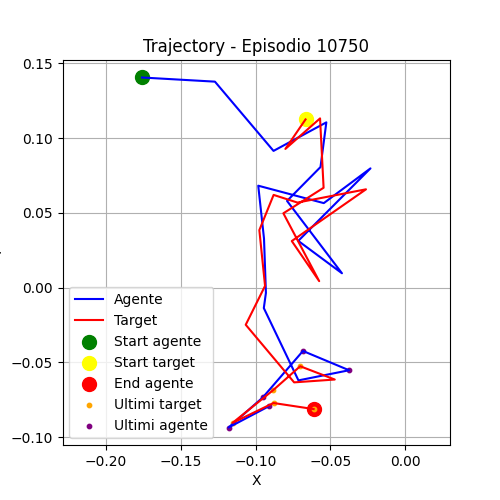 Trajectory - Episodio 10750
0.15
0.10
0.05
0.00
−0.05
−0.10
Agente
Target
Start agente
Start target
End agente
Ultimi target
Ultimi agente
−0.20
−0.15
−0.10
−0.05
0.00
X